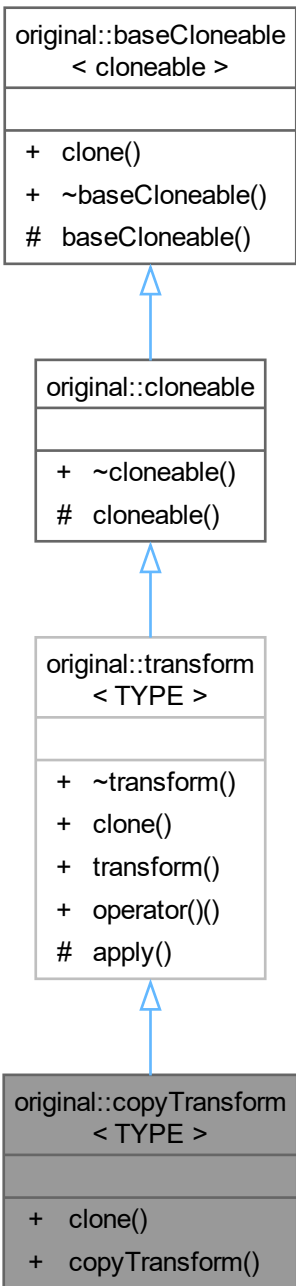 original::baseCloneable
< cloneable >
+ clone()
+ ~baseCloneable()
# baseCloneable()
original::cloneable
+ ~cloneable()
# cloneable()
original::transform
< TYPE >
+ ~transform()
+ clone()
+ transform()
+ operator()()
# apply()
original::copyTransform
< TYPE >
+ clone()
+ copyTransform()